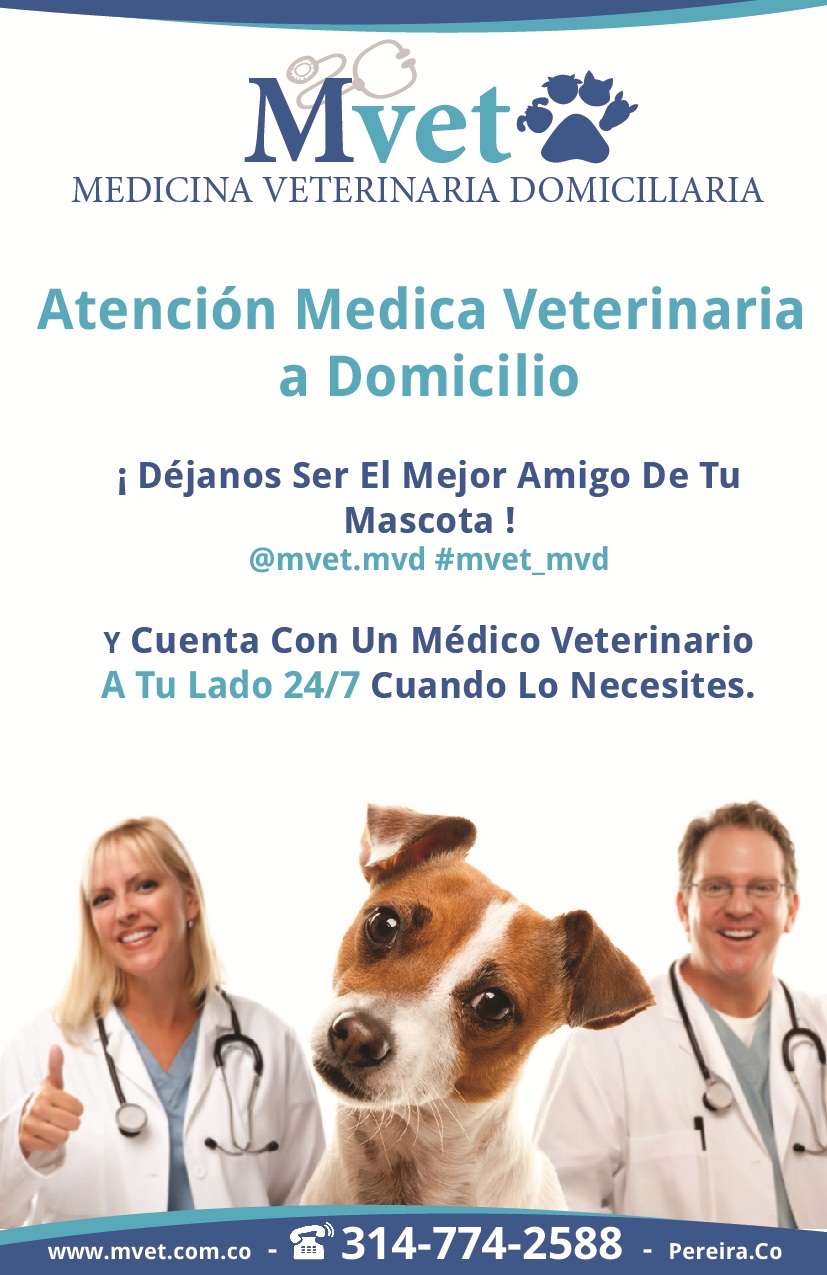 Mvet
MEDICINA VETERINARIA DOMICILIARIA
Atención Medica Veterinaria
a Domicilio
¡ Déjanos Ser El Mejor Amigo De Tu
Mascota !
@mvet.mvd #mvet_mvd
Y Cuenta Con Un Médico Veterinario
A Tu Lado 24/7 Cuando Lo Necesites.
www.mvet.com.co - 314-774-2588 - Pereira.Co